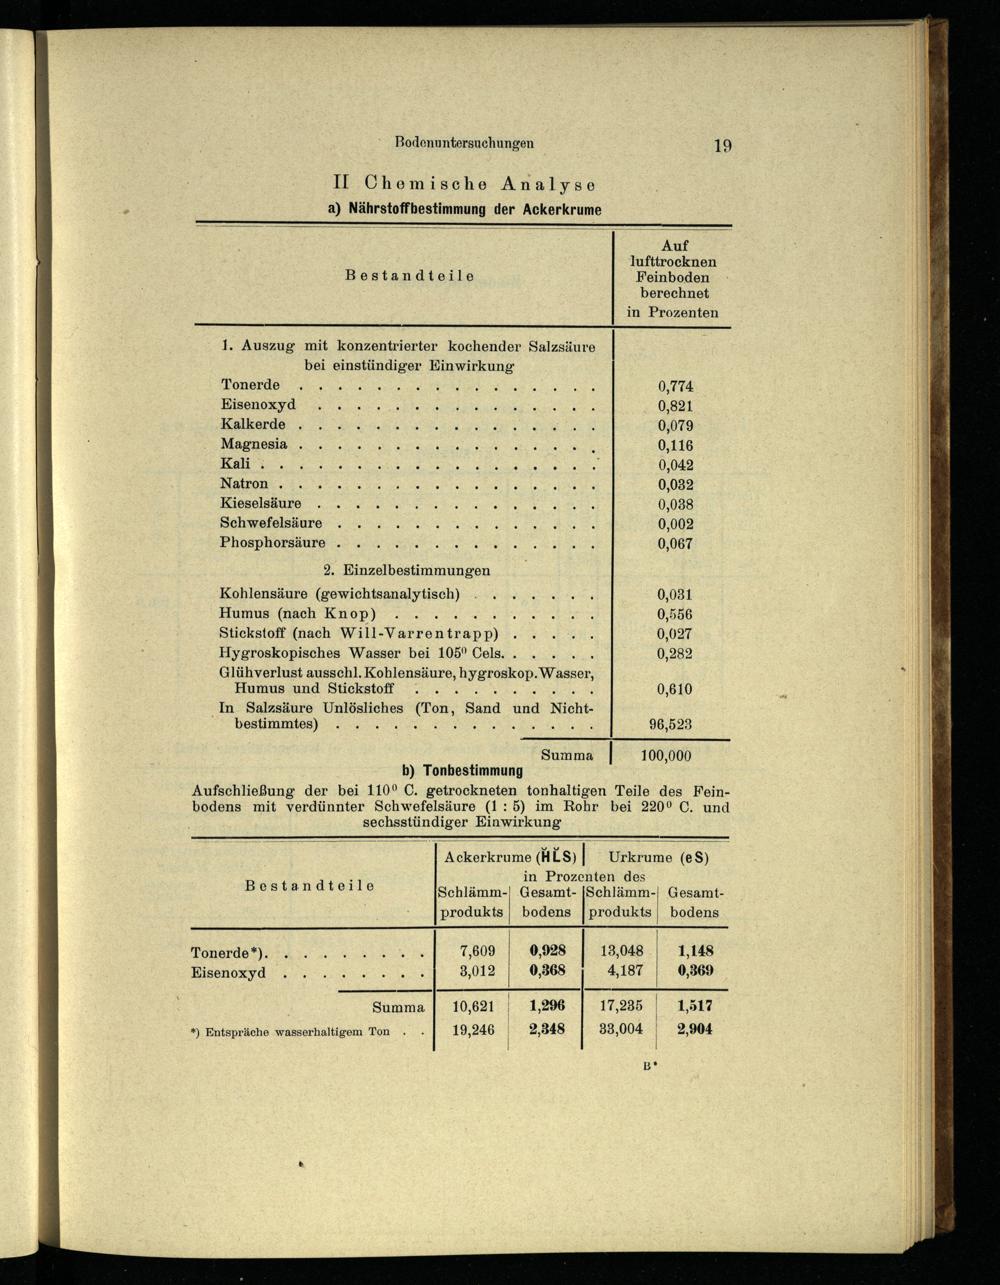 Bodenuntersuchungen 19
II Chemische Analyse
a) Nährstoffbestimmung der Ackerkrume
Bestandteile
Auf
lufttrocknen
Feinboden
berechnet
in Prozenten
1. Auszug mit konzentrierter kochender Salzsäure
bei einstündiger Einwirkung
Tonerde . . . . . . . . . . . . . . . . 0,774
Eisenoxyd . . . . . . . . . . . . . . . 0,821
Kalkerde . . . . . . . . . . . . . . . . 0,079
Magnesia . . . . . . . . . . . . . . . . 0,116
Kali . . . . . . . . . . . . . . . . . . 0,042
Natron . . . . . . . . . . . . . . . . . 0,032
Kieselsäure . . . . . . . . . . . . . . . 0,038
Schwefelsäure . . . . . . . . . . . . . . 0,002
Phosphorsäure . . . . . . . . . . . . . . 0,067
2. Einzelbestimmungen
Kohlensäure (gewichtsanalytisch) . . . . . . . 0,031
Humus (nach Knop) . . . . . . . . . . . 0,556
Stickstoff (nach Will-Varrentrapp) . . . . . 0,027
Hygroskopisches Wasser bei 105⁰ Cels. . . . . . 0,282
Glühverlust ausschl. Kohlensäure, hygroskop. Wasser,
Humus und Stickstoff . . . . . . . . . . 0,610
In Salzsäure Unlösliches (Ton, Sand und Nicht-
bestimmtes) . . . . . . . . . . . . . . 96,523
Summa 100,000
b) Tonbestimmung
Aufschließung der bei 110⁰ C. getrockneten tonhaltigen Teile des Fein-
bodens mit verdünnter Schwefelsäure (1 : 5) im Rohr bei 220⁰ C. und
sechsstündiger Einwirkung
Bestandteile
Ackerkrume (H̆L̆S) Urkrume (eS)
in Prozenten des
Schlämm- Gesamt- Schlämm- Gesamt-
produkts bodens produkts bodens
Tonerde*) . . . . . . . . . 7,609 0,928 13,048 1,148
Eisenoxyd . . . . . . . . 3,012 0,368 4,187 0,369
Summa 10,621 1,296 17,235 1,517
*) Entspräche wasserhaltigem Ton . . 19,246 2,348 33,004 2,904
B*